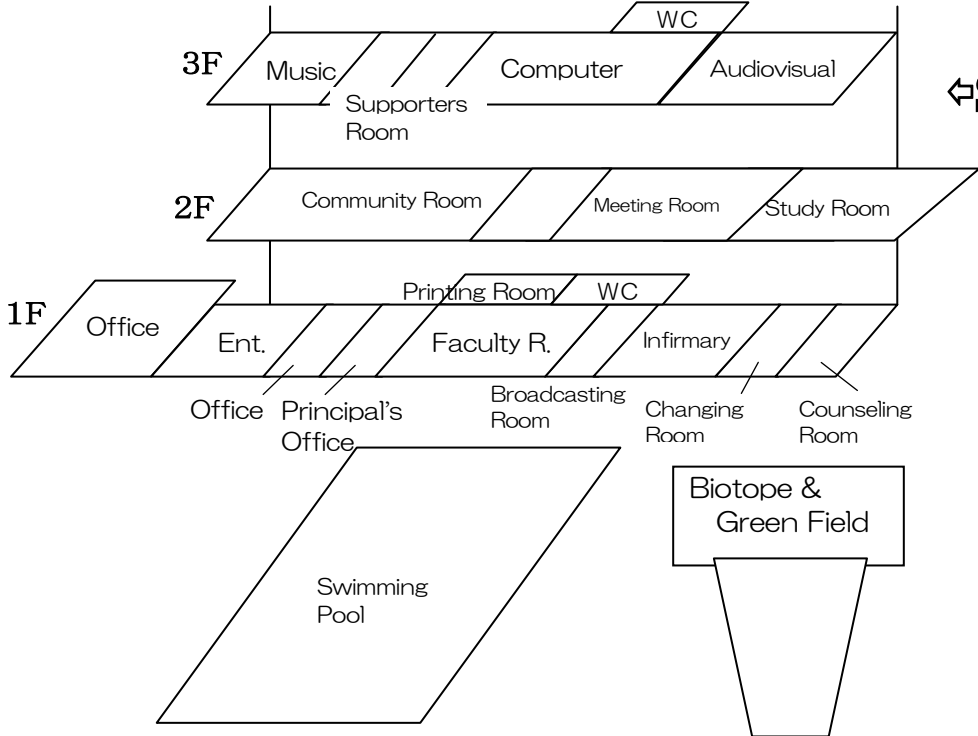 WC
3F
Music
Computer
Audiovisual
Supporters
Room
2F
Community Room
Meeting Room
Study Room
1F
Office
Printing Room
WC
Ent.
Faculty R.
Infirmary
Office
Principal's
Office
Broadcasting
Room
Changing
Room
Counseling
Room
Biotope &
Green Field
Swimming
Pool